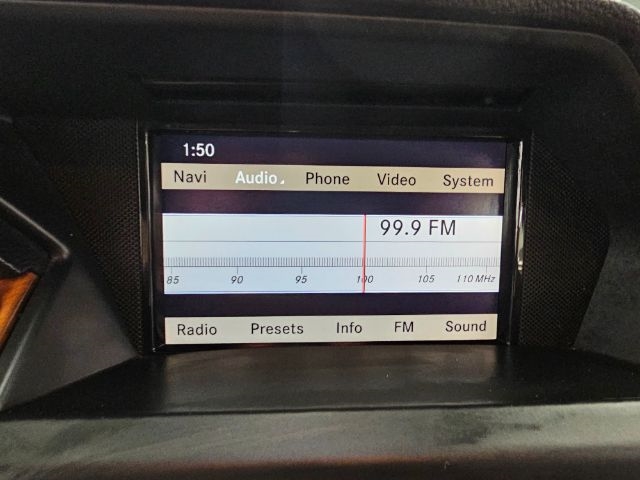 1:50
Navi Audio Phone Video System
99.9 FM
85 90 95 100 105 110 MHz
Radio Presets Info FM Sound